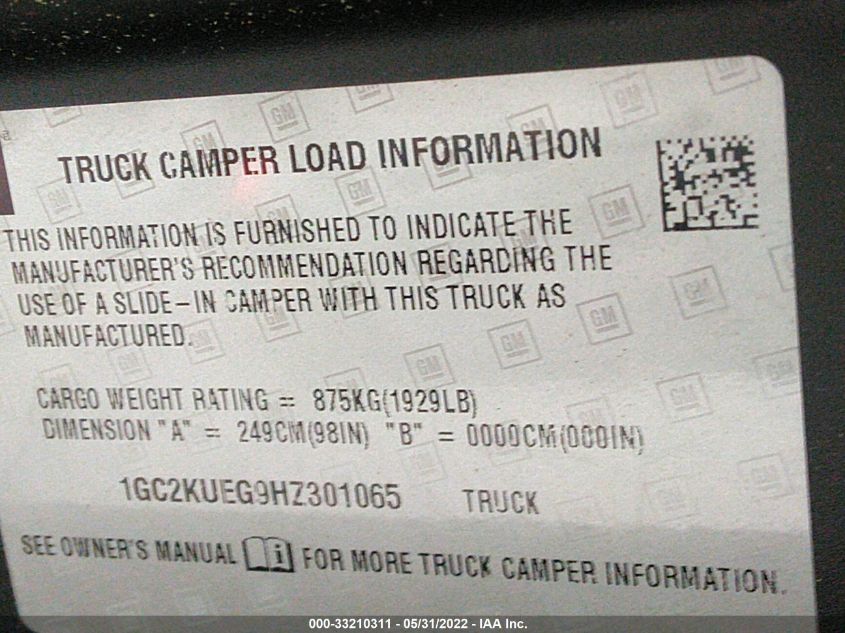 TRUCK CAMPER LOAD INFORMATION
THIS INFORMATION IS FURNISHED TO INDICATE THE
MANUFACTURER'S RECOMMENDATION REGARDING THE
USE OF A SLIDE-IN CAMPER WITH THIS TRUCK AS
MANUFACTURED.
CARGO WEIGHT RATING = 875KG(1929LB)
DIMENSION "A" = 249CM(98IN) "B" = 0000CM(000IN)
1GC2KUEG9HZ301065 TRUCK
SEE OWNER'S MANUAL i FOR MORE TRUCK CAMPER INFORMATION.
000-33210311 - 05/31/2022 - IAA Inc.